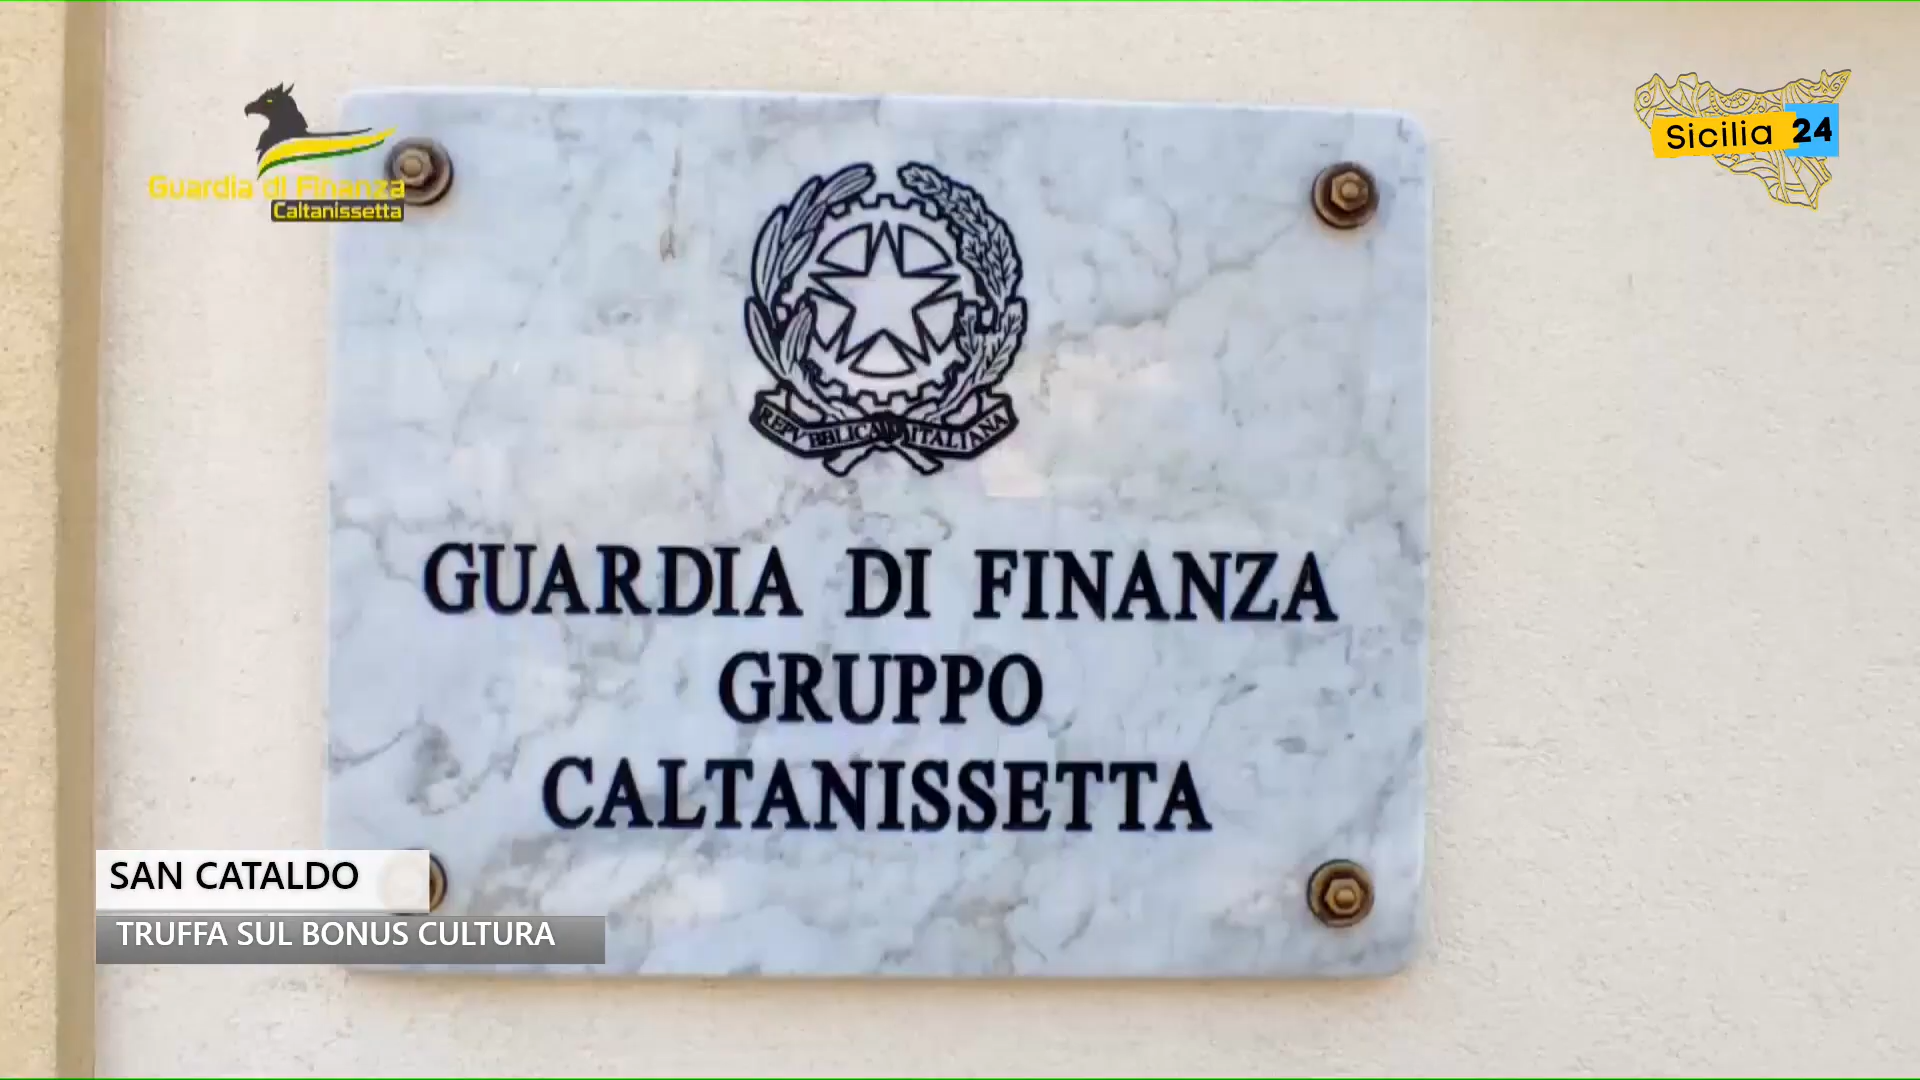 Guardia di Finanza
Caltanissetta
Sicilia 24
REPVBBLICA ITALIANA
GUARDIA DI FINANZA
GRUPPO
CALTANISSETTA
SAN CATALDO
TRUFFA SUL BONUS CULTURA